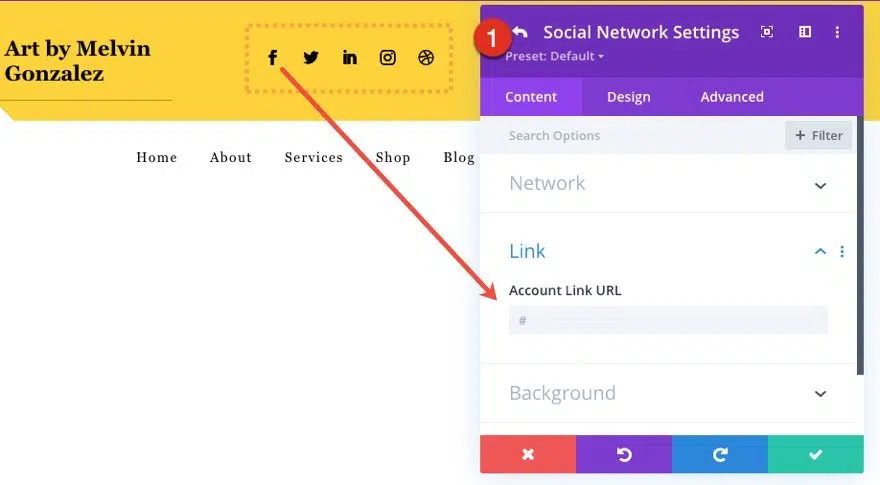 Art by Melvin
Gonzalez
Home About Services Shop Blog
1
Social Network Settings
Preset: Default
Content Design Advanced
Search Options
+ Filter
Network
Link
Account Link URL
#
Background